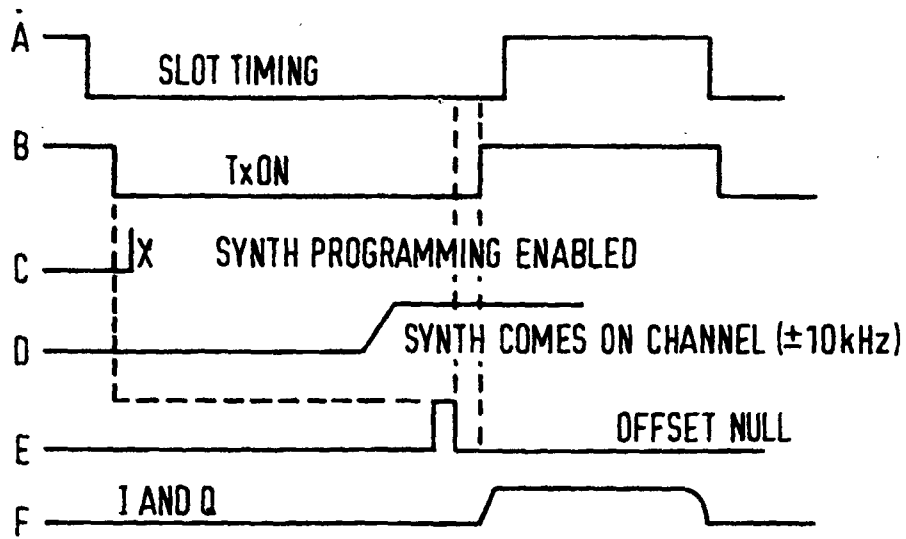 A
SLOT TIMING
B
TxON
C
X SYNTH PROGRAMMING ENABLED
D
SYNTH COMES ON CHANNEL (±10kHz)
E
OFFSET NULL
F
I AND Q